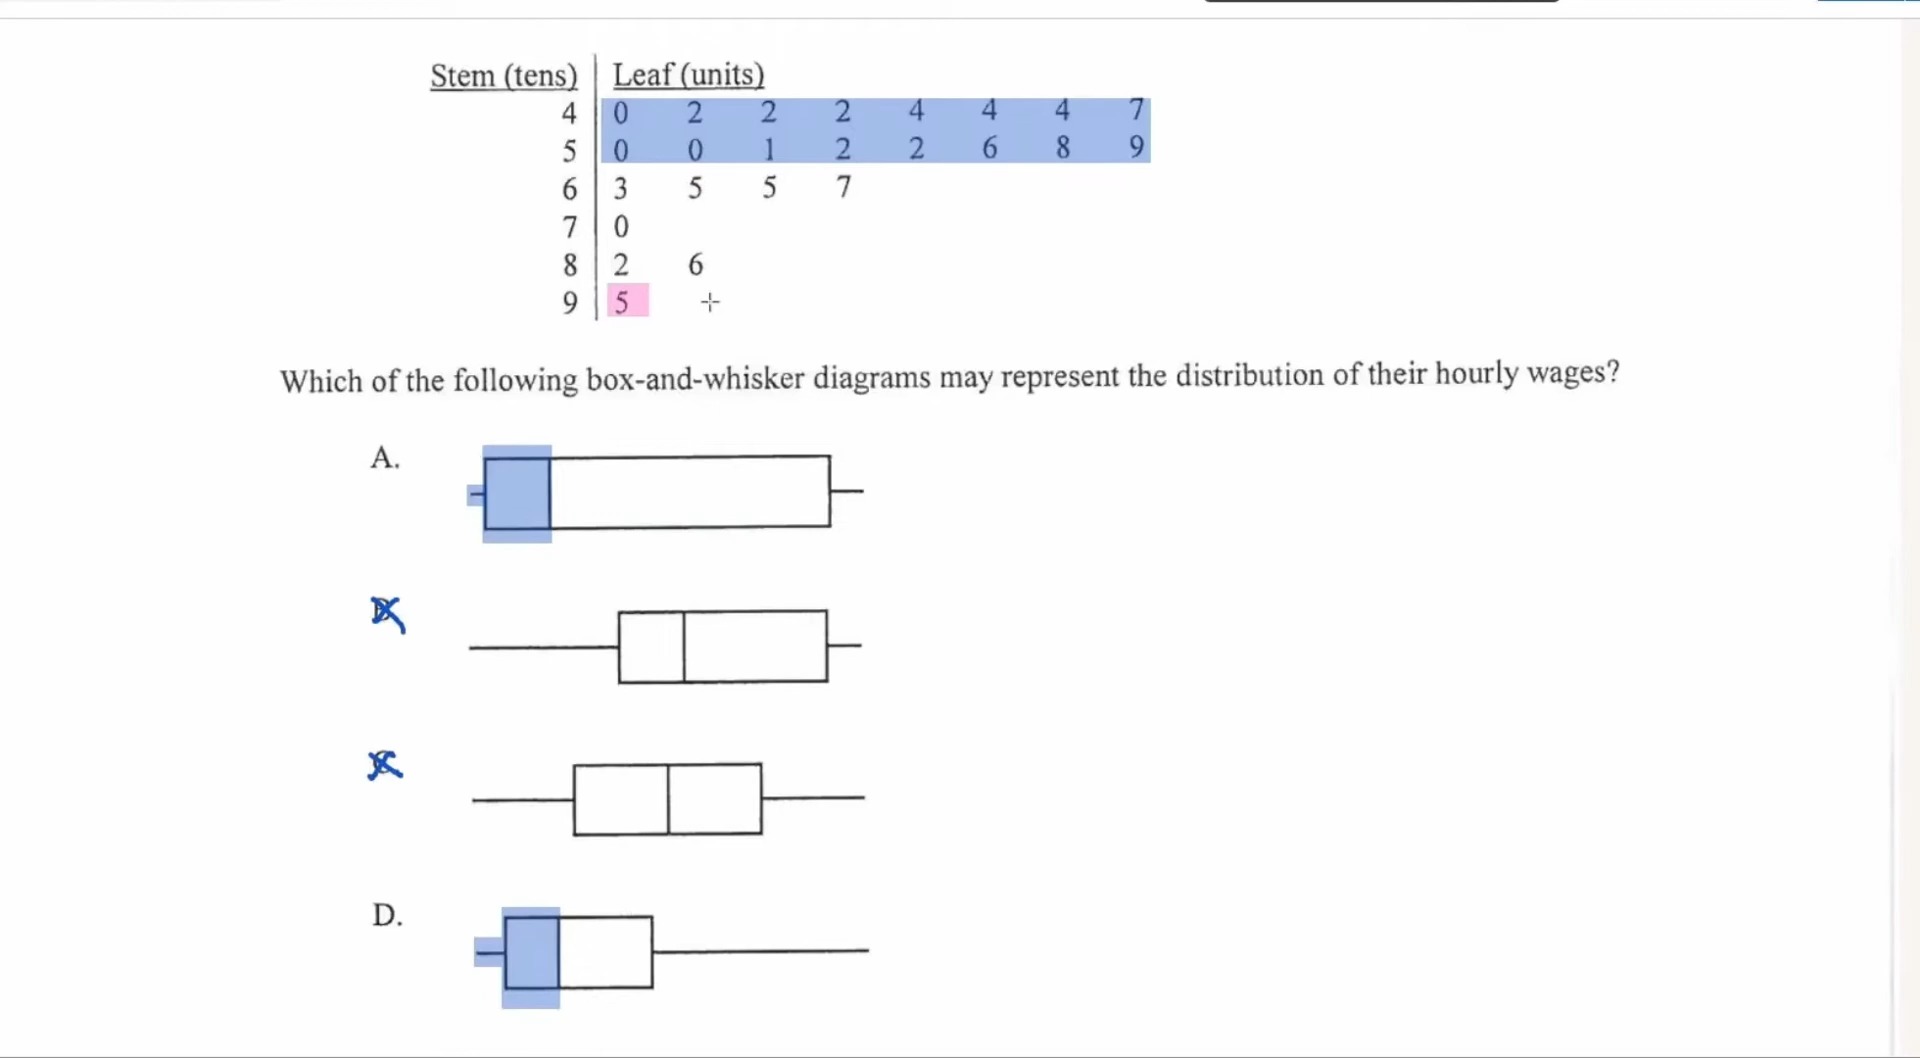 Stem (tens) Leaf (units)
4 0 2 2 2 4 4 4 7
5 0 0 1 2 2 6 8 9
6 3 5 5 7
7 0
8 2 6
9 5
Which of the following box-and-whisker diagrams may represent the distribution of their hourly wages?
A.
D.